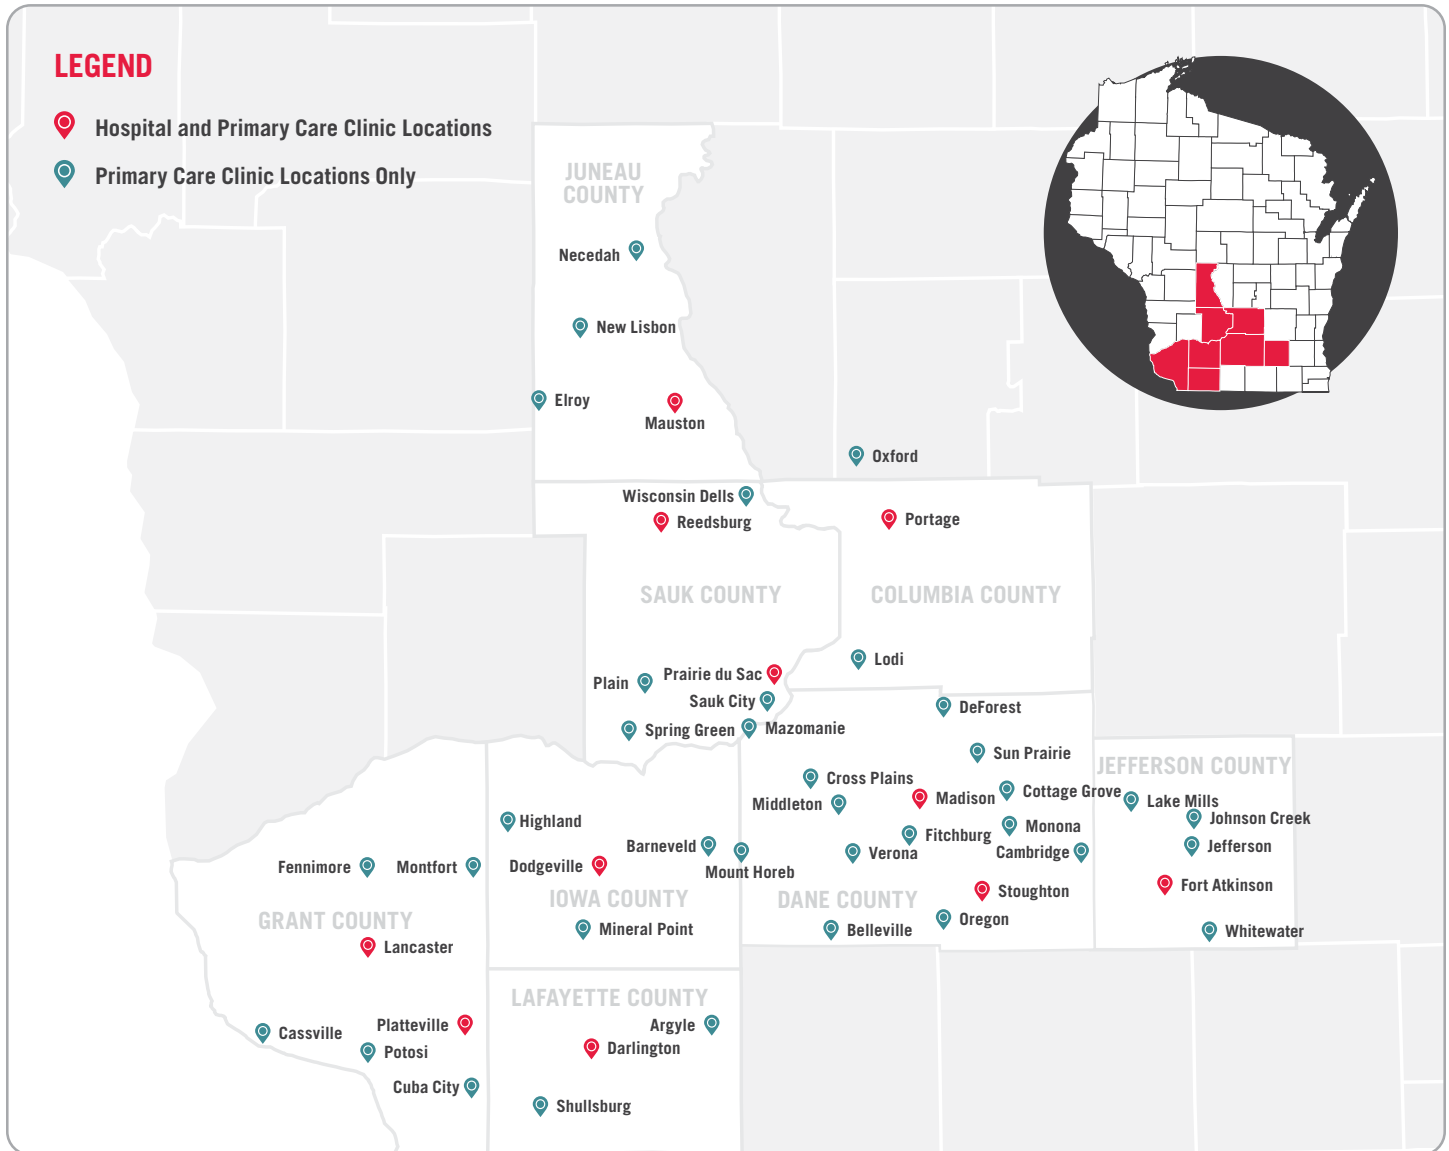 LEGEND
Hospital and Primary Care Clinic Locations
Primary Care Clinic Locations Only
JUNEAU
COUNTY
Necedah
New Lisbon
Elroy
Mauston
Oxford
Wisconsin Dells
Reedsburg
Portage
SAUK COUNTY
COLUMBIA COUNTY
Lodi
Prairie du Sac
Plain
Sauk City
DeForest
Spring Green
Mazomanie
Sun Prairie
JEFFERSON COUNTY
Cross Plains
Cottage Grove
Middleton
Madison
Lake Mills
Johnson Creek
Highland
Fitchburg
Monona
Barneveld
Jefferson
Verona
Cambridge
Fennimore
Montfort
Dodgeville
Mount Horeb
Fort Atkinson
Stoughton
IOWA COUNTY
DANE COUNTY
GRANT COUNTY
Oregon
Mineral Point
Belleville
Whitewater
Lancaster
LAFAYETTE COUNTY
Platteville
Argyle
Cassville
Darlington
Potosi
Cuba City
Shullsburg